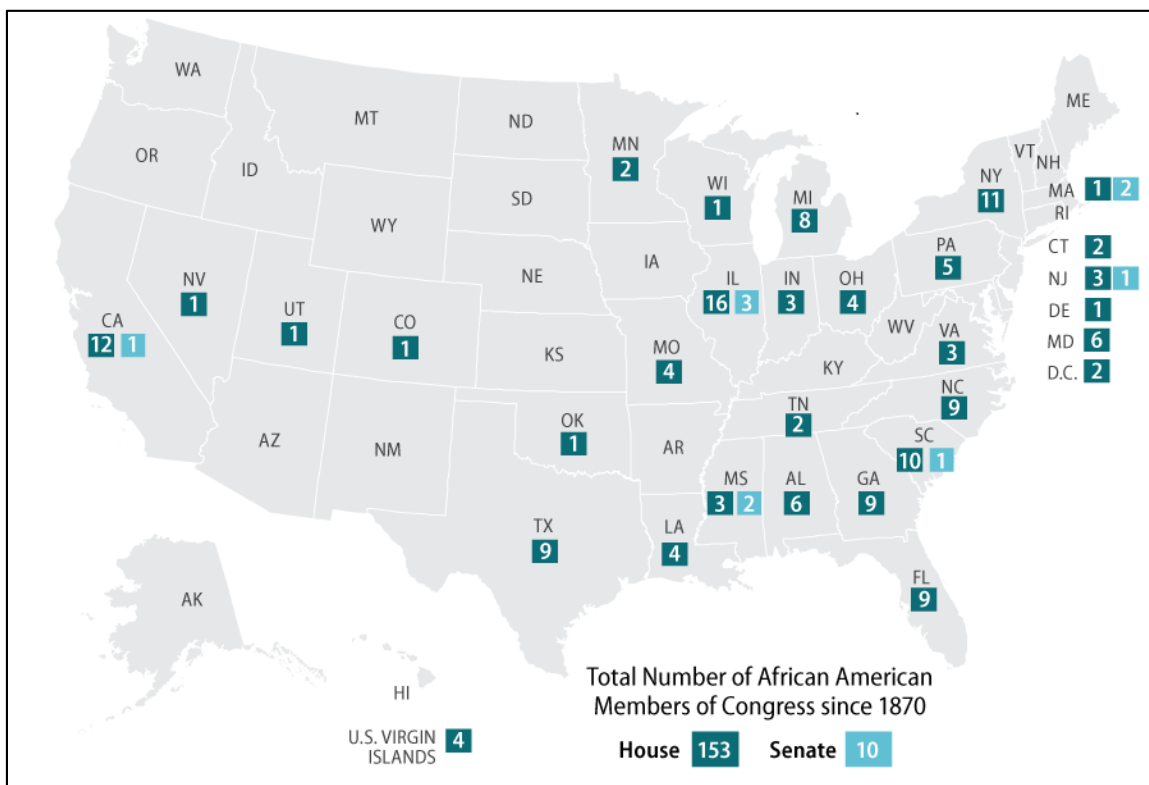 WA
MT
ND
MN
2
OR
ID
SD
WI
1
MI
8
NY
11
VT
NH
ME
MA 1 2
RI
CT 2
NJ 3 1
DE 1
MD 6
D.C. 2
WY
NE
IA
PA
5
NV
1
UT
1
CO
1
CA
12 1
KS
MO
4
IL
16 3
IN
3
OH
4
WV
VA
3
KY
NC
9
TN
2
SC
10 1
AZ
NM
OK
1
AR
MS
3 2
AL
6
GA
9
TX
9
LA
4
FL
9
AK
HI
U.S. VIRGIN
ISLANDS 4
Total Number of African American
Members of Congress since 1870
House 153 Senate 10